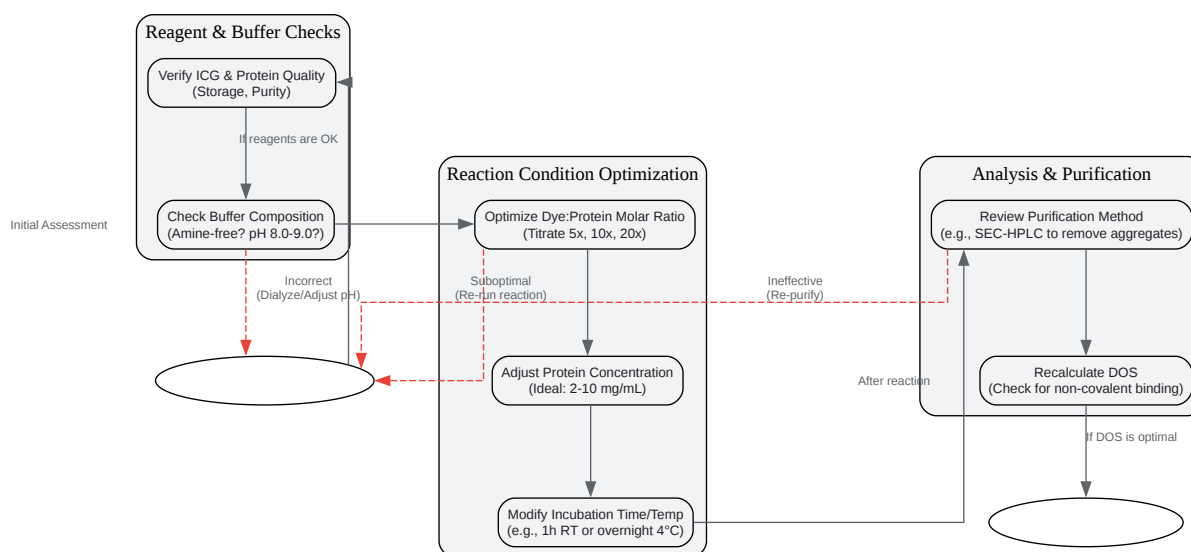 Reagent & Buffer Checks
Verify ICG & Protein Quality
(Storage, Purity)
If reagents are OK
Reaction Condition Optimization
Analysis & Purification
Initial Assessment
Check Buffer Composition
(Amine-free? pH 8.0-9.0?)
Optimize Dye:Protein Molar Ratio
(Titrate 5x, 10x, 20x)
Review Purification Method
(e.g., SEC-HPLC to remove aggregates)
Incorrect
(Dialyze/Adjust pH)
Suboptimal
(Re-run reaction)
Ineffective
(Re-purify)
Adjust Protein Concentration
(Ideal: 2-10 mg/mL)
After reaction
Recalculate DOS
(Check for non-covalent binding)
If DOS is optimal
Modify Incubation Time/Temp
(e.g., 1h RT or overnight 4°C)